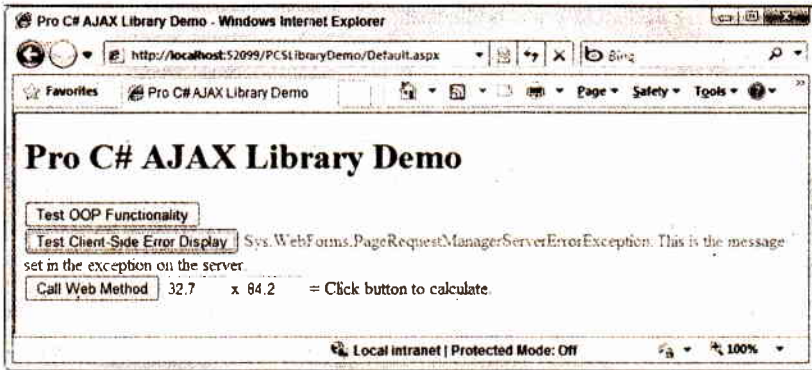 Pro C# AJAX Library Demo - Windows Internet Explorer
http://localhost:52099/PCSLibraryDemo/Default.aspx
Bing
Favorites Pro C# AJAX Library Demo Page Safety Tools
Pro C# AJAX Library Demo
Test OOP Functionality
Test Client-Side Error Display Sys.WebForms.PageRequestManagerServerErrorException: This is the message
set in the exception on the server.
Call Web Method 32.7 x 84.2 = Click button to calculate.
Local intranet | Protected Mode: Off 100%